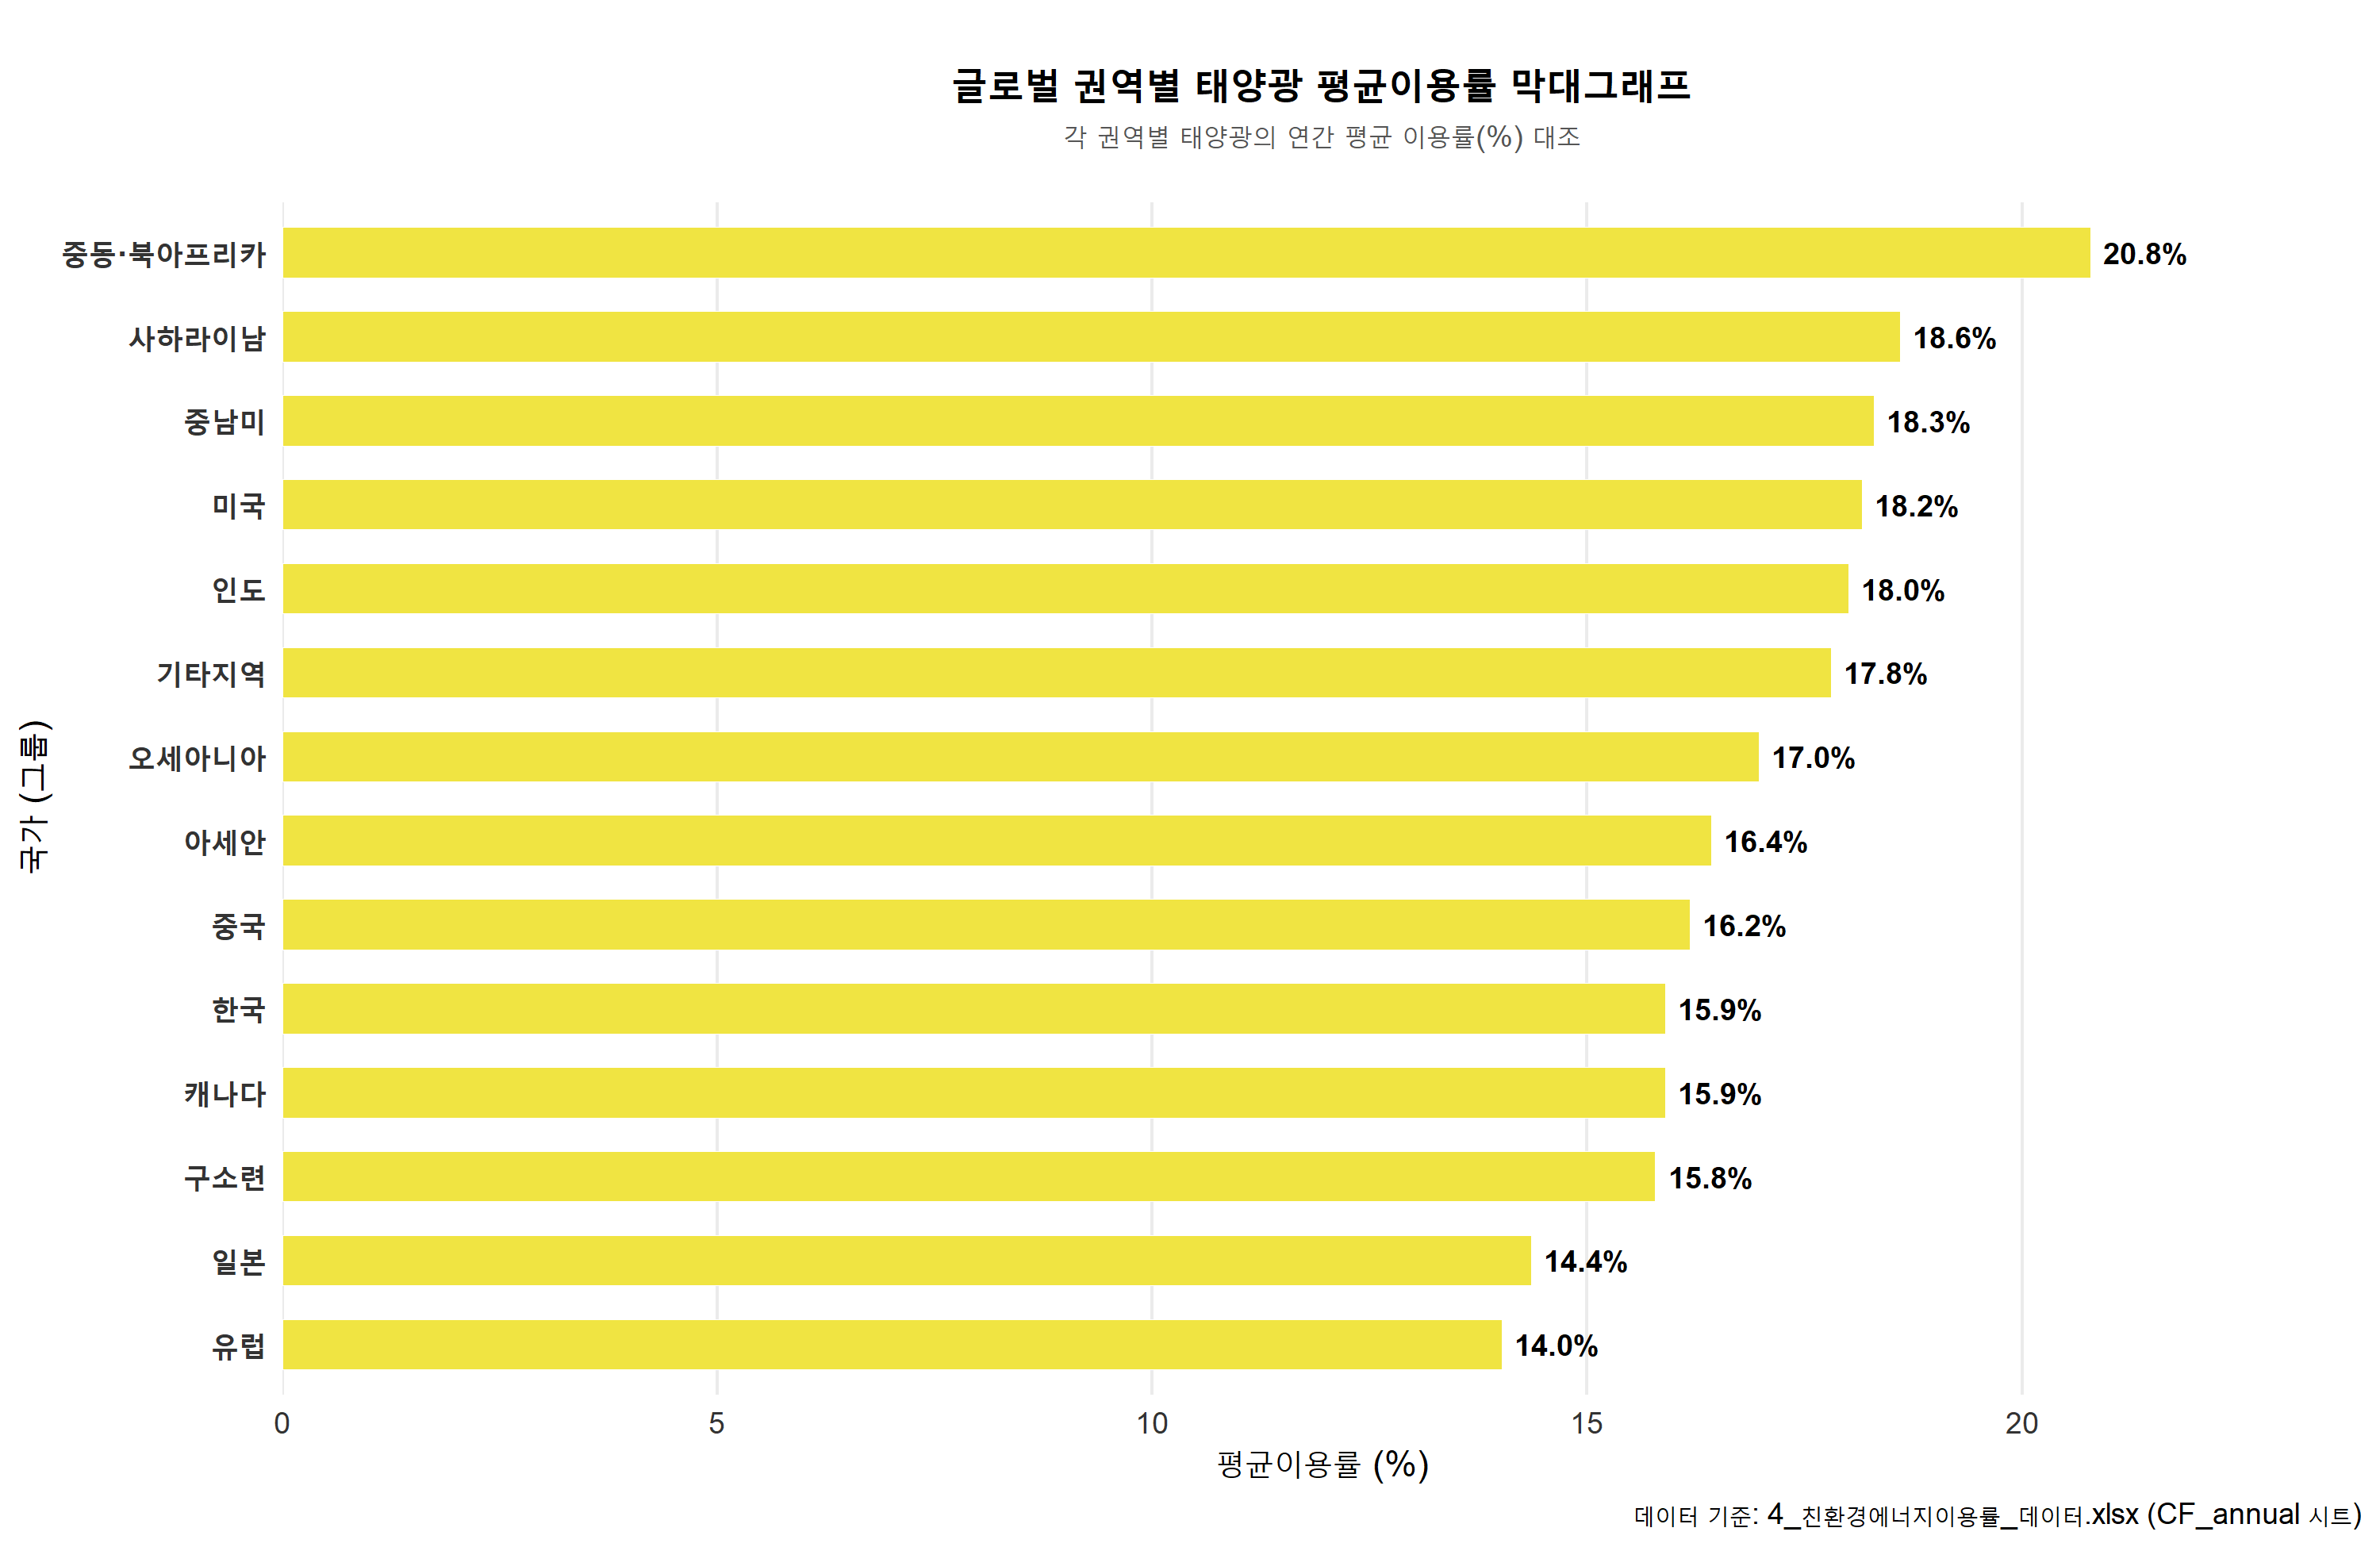 글로벌 권역별 태양광 평균이용률 막대그래프
각 권역별 태양광의 연간 평균 이용률(%) 대조
국가 (그룹)
중동·북아프리카 20.8%
사하라이남 18.6%
중남미 18.3%
미국 18.2%
인도 18.0%
기타지역 17.8%
오세아니아 17.0%
아세안 16.4%
중국 16.2%
한국 15.9%
캐나다 15.9%
구소련 15.8%
일본 14.4%
유럽 14.0%
0 5 10 15 20
평균이용률 (%)
데이터 기준: 4_친환경에너지이용률_데이터.xlsx (CF_annual 시트)